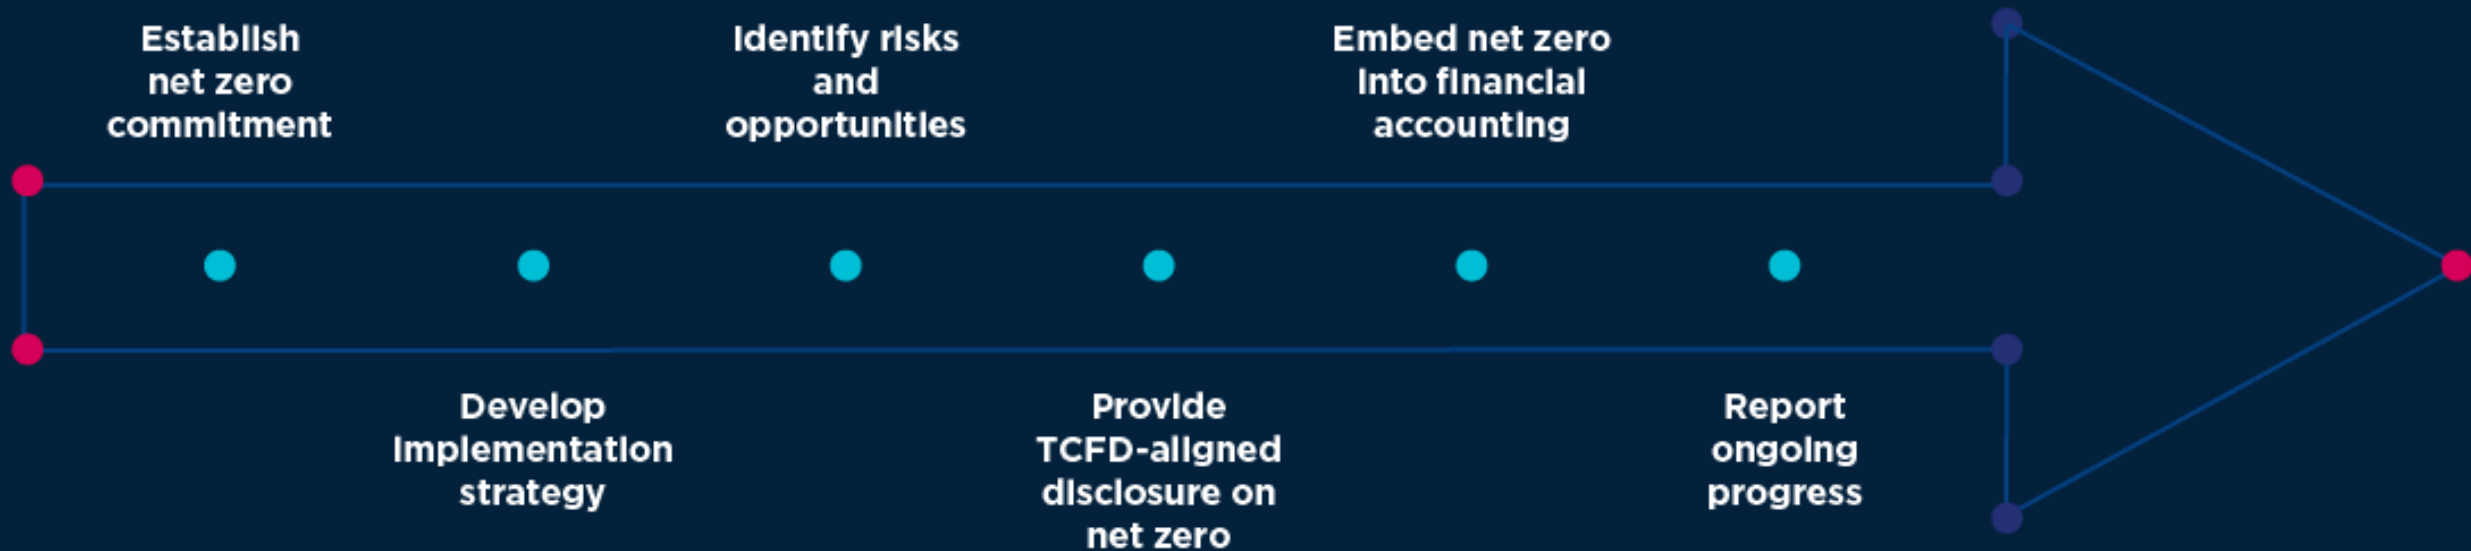 Establish
net zero
commitment
Develop
implementation
strategy
Identify risks
and
opportunities
Provide
TCFD-aligned
disclosure on
net zero
Embed net zero
into financial
accounting
Report
ongoing
progress